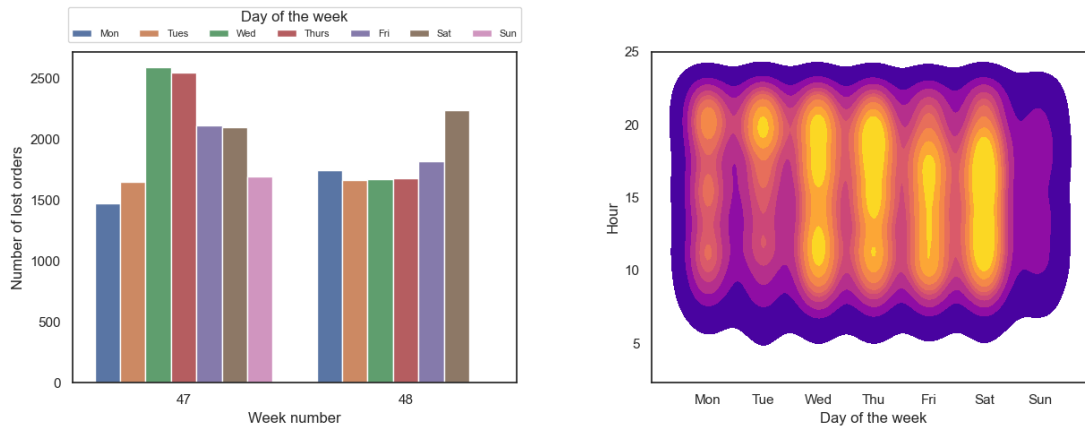 Day of the week
Mon Tues Wed Thurs Fri Sat Sun
2500
2000
1500
1000
500
0
Number of lost orders
47 48
Week number
25
20
15
10
5
Hour
Mon Tue Wed Thu Fri Sat Sun
Day of the week